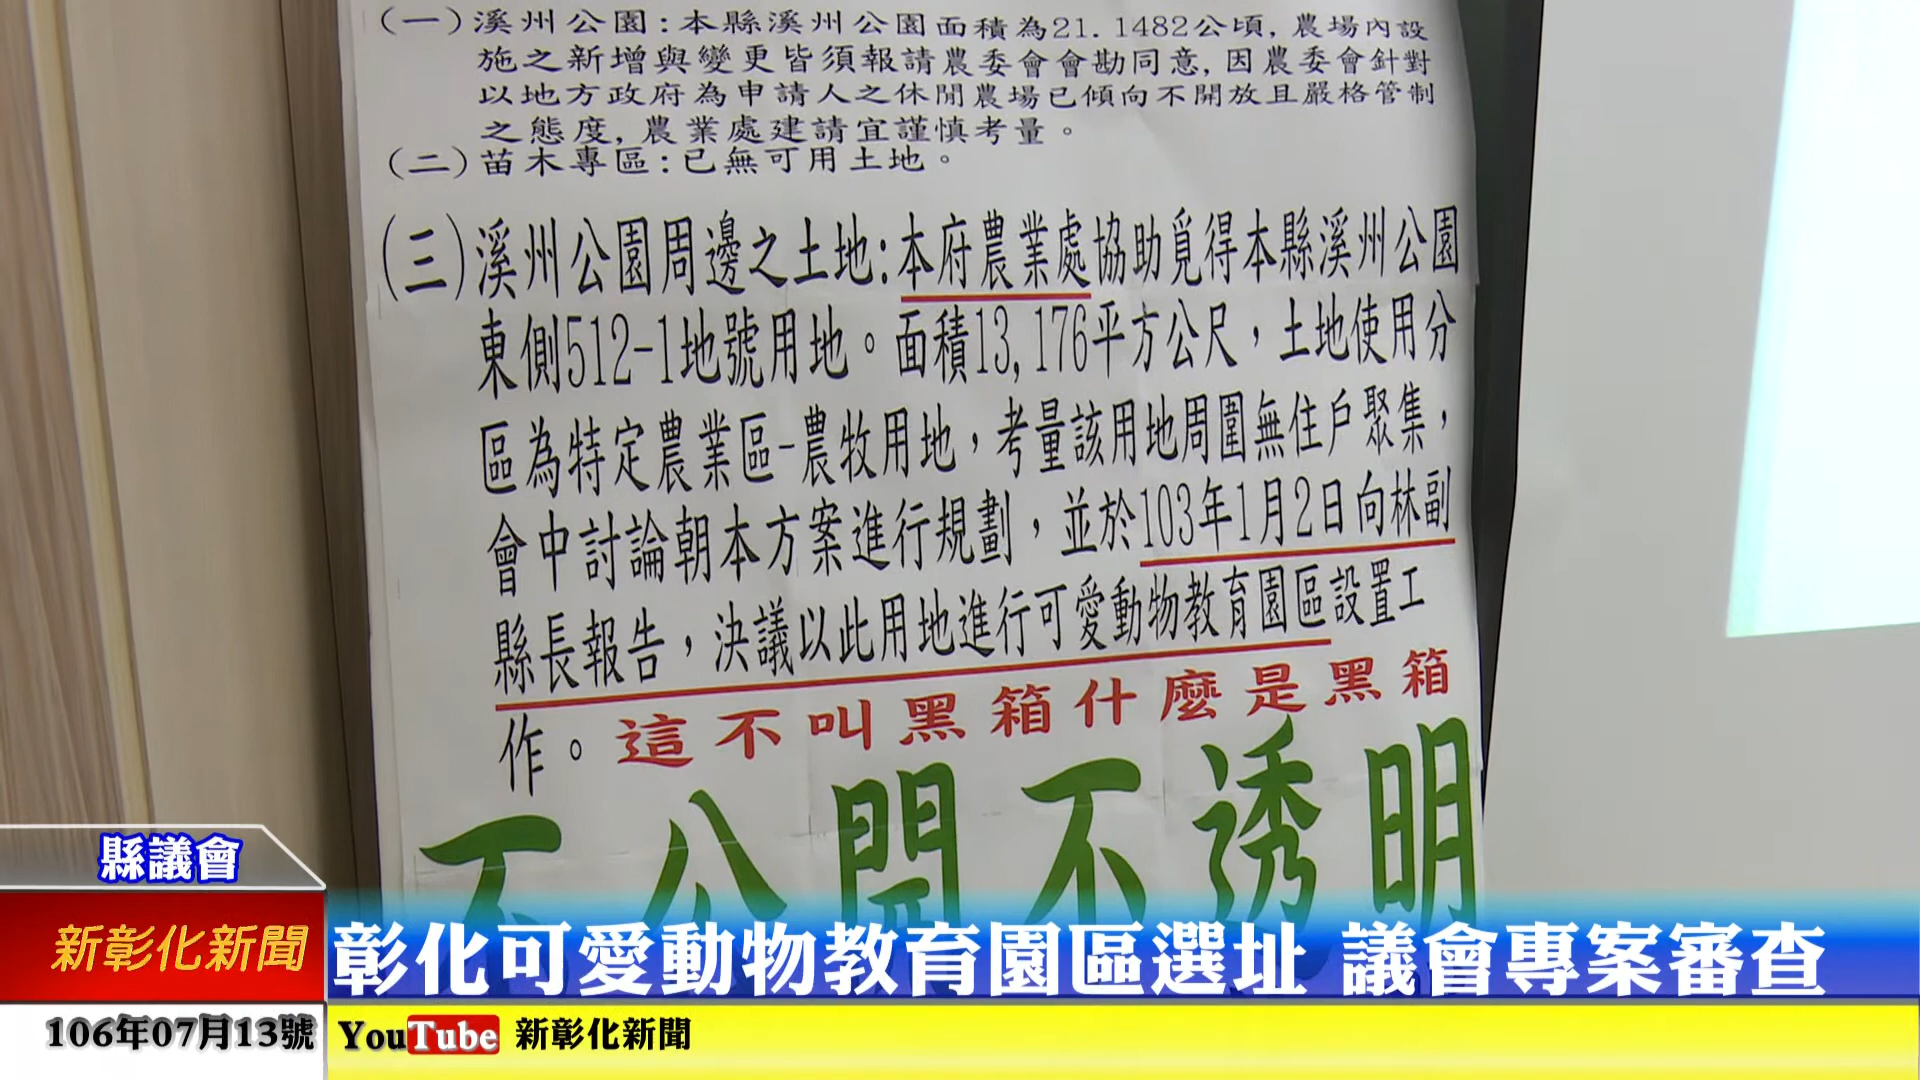 (一)溪州公園:本縣溪州公園面積為21.1482公頃,農場內設
施之新增與變更皆須報請農委會會勘同意,因農委會針對
以地方政府為申請人之休閒農場已傾向不開放且嚴格管制
之態度,農業處建請宜謹慎考量。
(二)苗木專區:已無可用土地。
(三)溪州公園周邊之土地:本府農業處協助覓得本縣溪州公園
東側512-1地號用地。面積13,176平方公尺,土地使用分
區為特定農業區-農牧用地,考量該用地周圍無住戶聚集,
會中討論朝本方案進行規劃,並於103年1月2日向林副
縣長報告,決議以此用地進行可愛動物教育園區設置工
作。這不叫黑箱什麼是黑箱
不公開不透明
縣議會
新彰化新聞
彰化可愛動物教育園區選址 議會專案審查
106年07月13號
YouTube 新彰化新聞